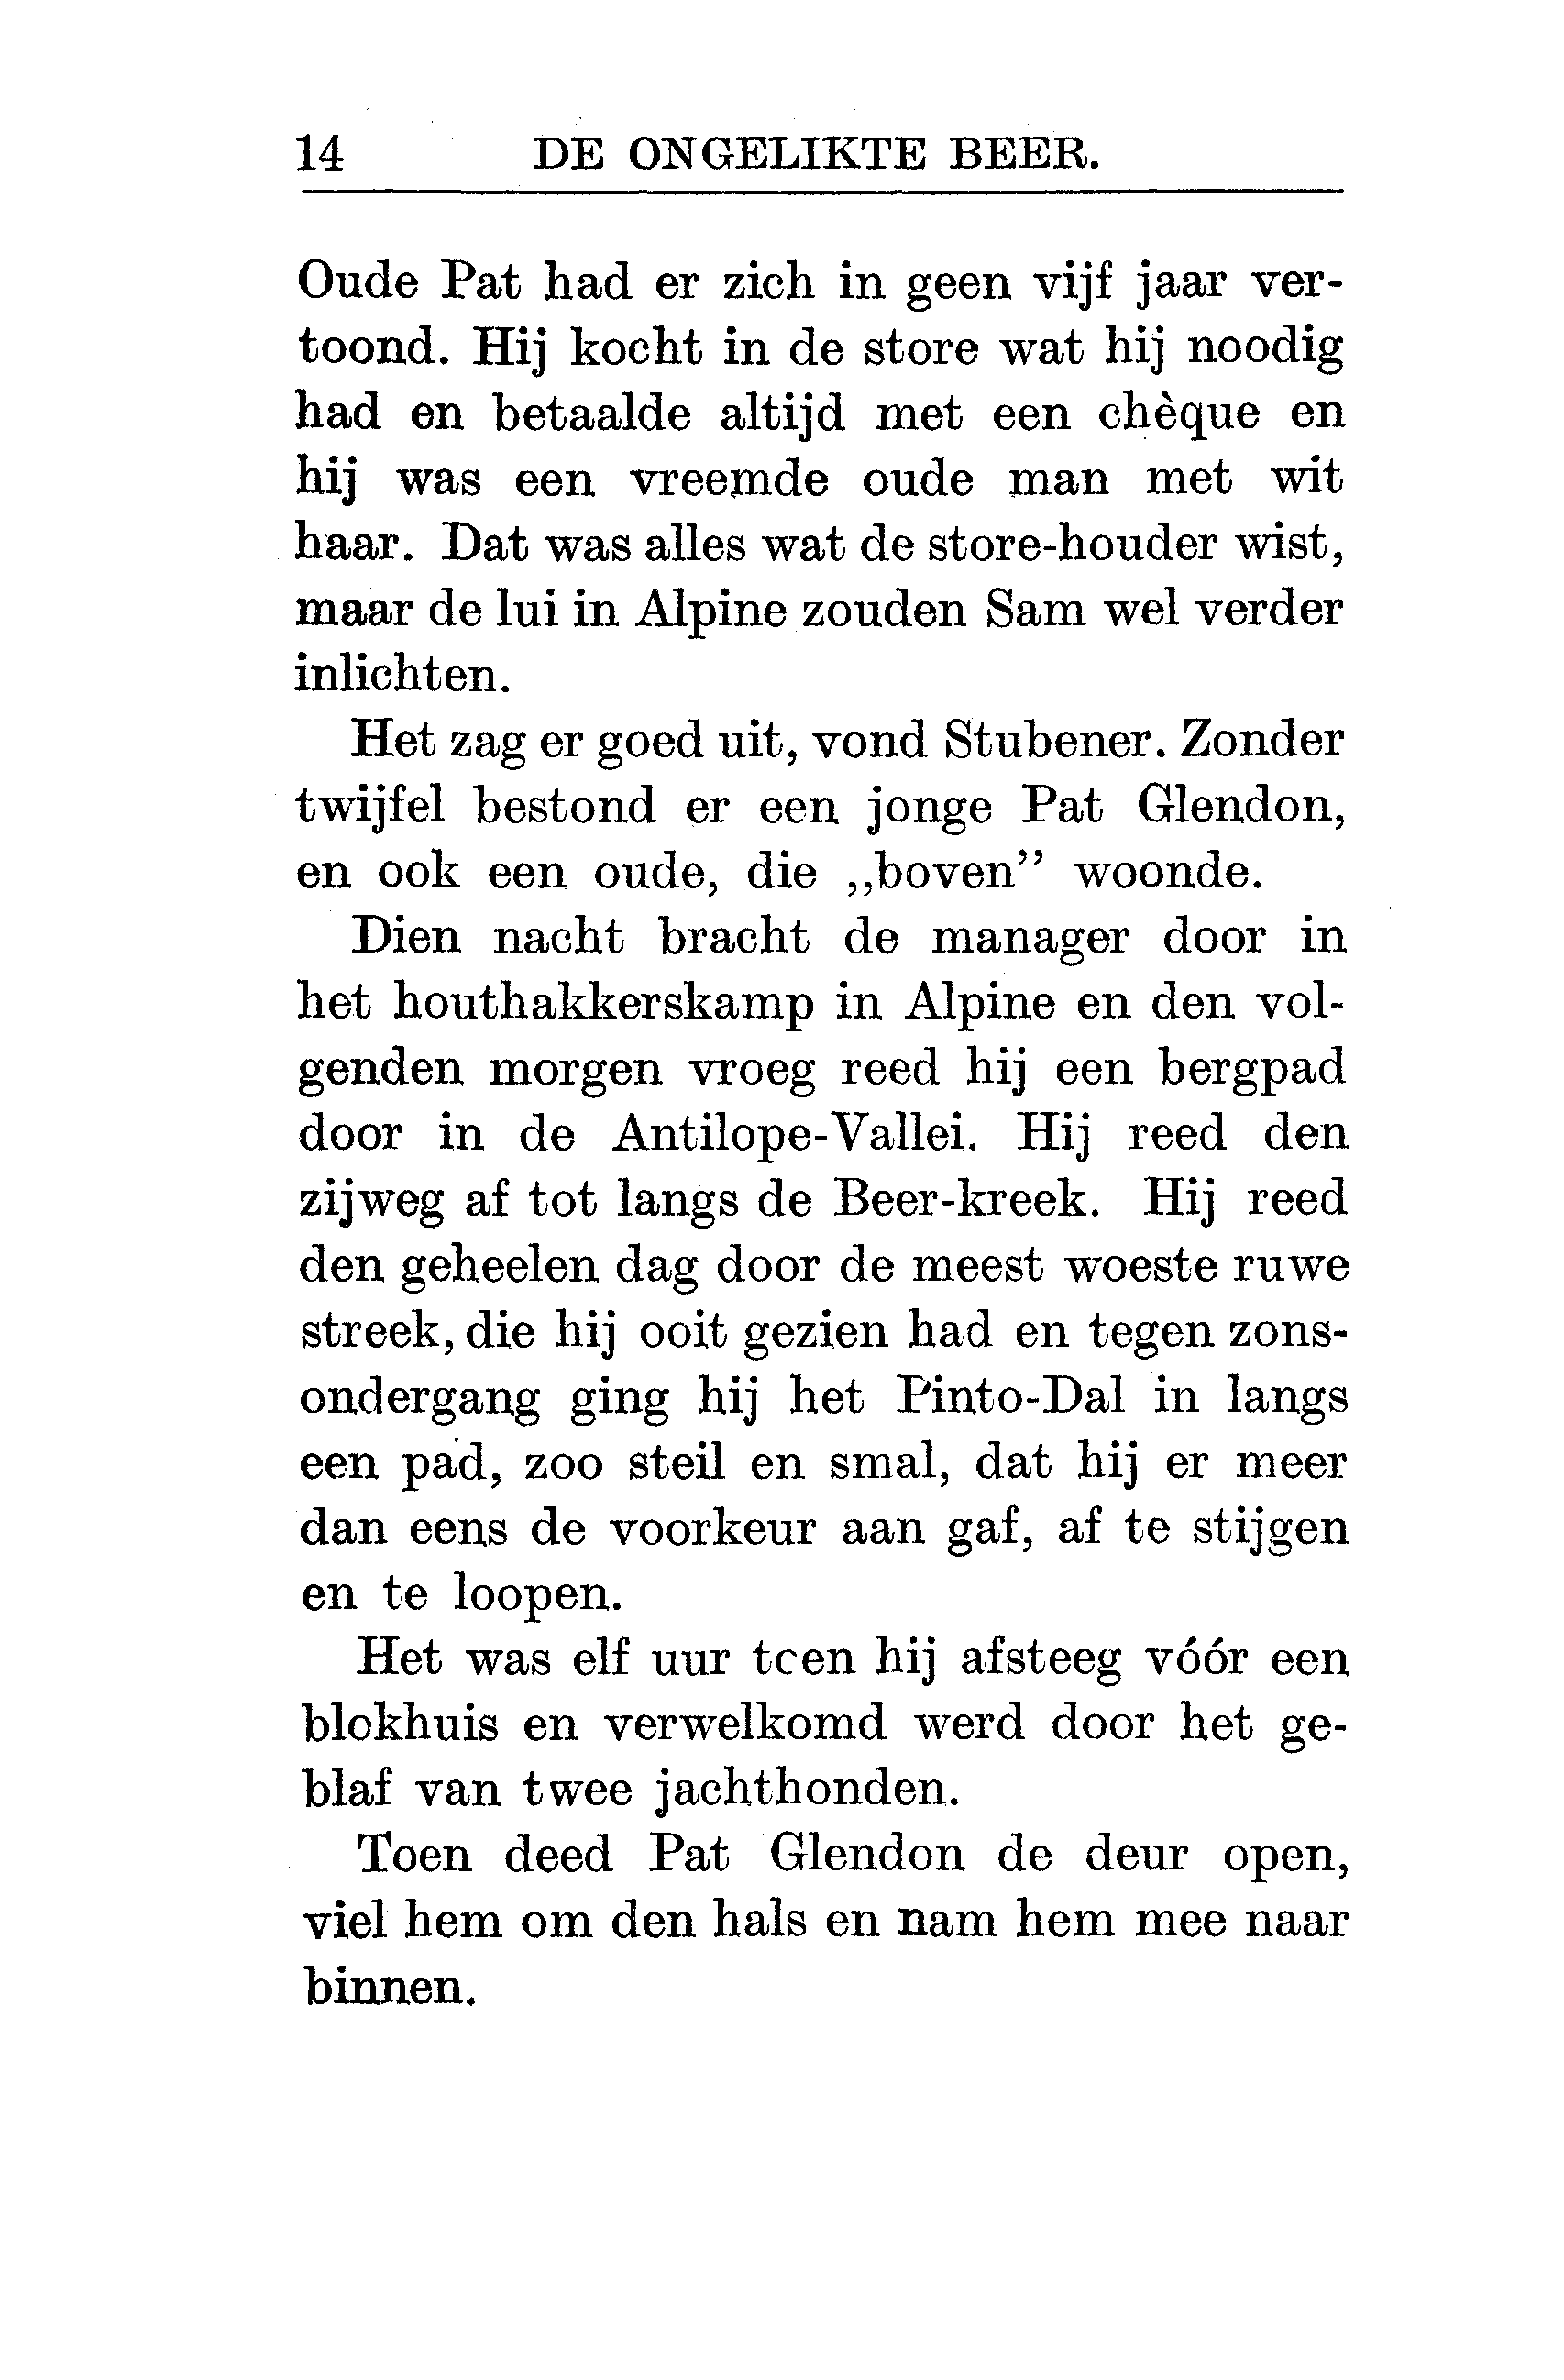 14 DE ONGELIKTE BEER.
Oude Pat had er zich in geen vijf jaar ver-
toond. Hij kocht in de store wat hij noodig
had en betaalde altijd met een chèque en
hij was een vreemde oude man met wit
haar. Dat was alles wat de store-houder wist,
maar de lui in Alpine zouden Sam wel verder
inlichten.
Het zag er goed uit, vond Stubener. Zonder
twijfel bestond er een jonge Pat Glendon,
en ook een oude, die ,,boven” woonde.
Dien nacht bracht de manager door in
het houthakkerskamp in Alpine en den vol-
genden morgen vroeg reed hij een bergpad
door in de Antilope-Vallei. Hij reed den
zijweg af tot langs de Beer-kreek. Hij reed
den geheelen dag door de meest woeste ruwe
streek, die hij ooit gezien had en tegen zons-
ondergang ging hij het Pinto-Dal in langs
een pad, zoo steil en smal, dat hij er meer
dan eens de voorkeur aan gaf, af te stijgen
en te loopen.
Het was elf uur tcen hij afsteeg vóór een
blokhuis en verwelkomd werd door het ge-
blaf van twee jachthonden.
Toen deed Pat Glendon de deur open,
viel hem om den hals en nam hem mee naar
binnen.